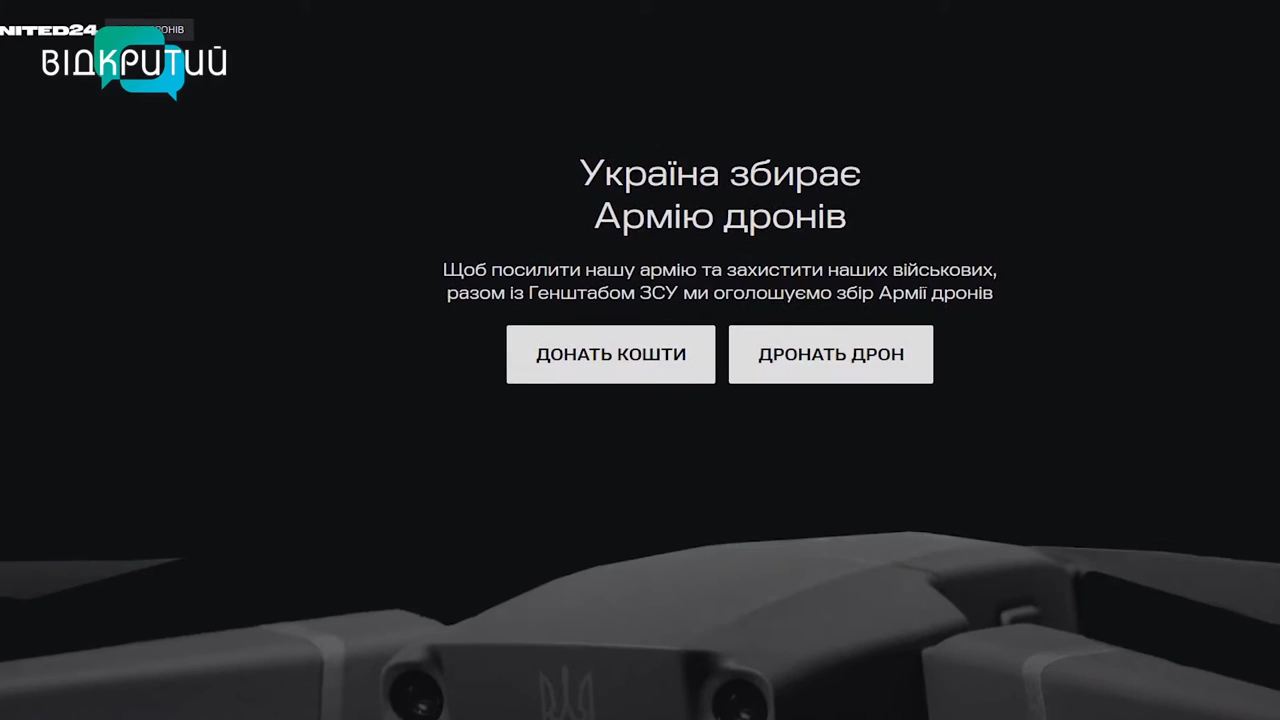 NITED24
ВІДКРИТИЙ
Україна збирає
Армію дронів
Щоб посилити нашу армію та захистити наших військових,
разом із Генштабом ЗСУ ми оголошуємо збір Армії дронів
ДОНАТЬ КОШТИ
ДРОНАТЬ ДРОН